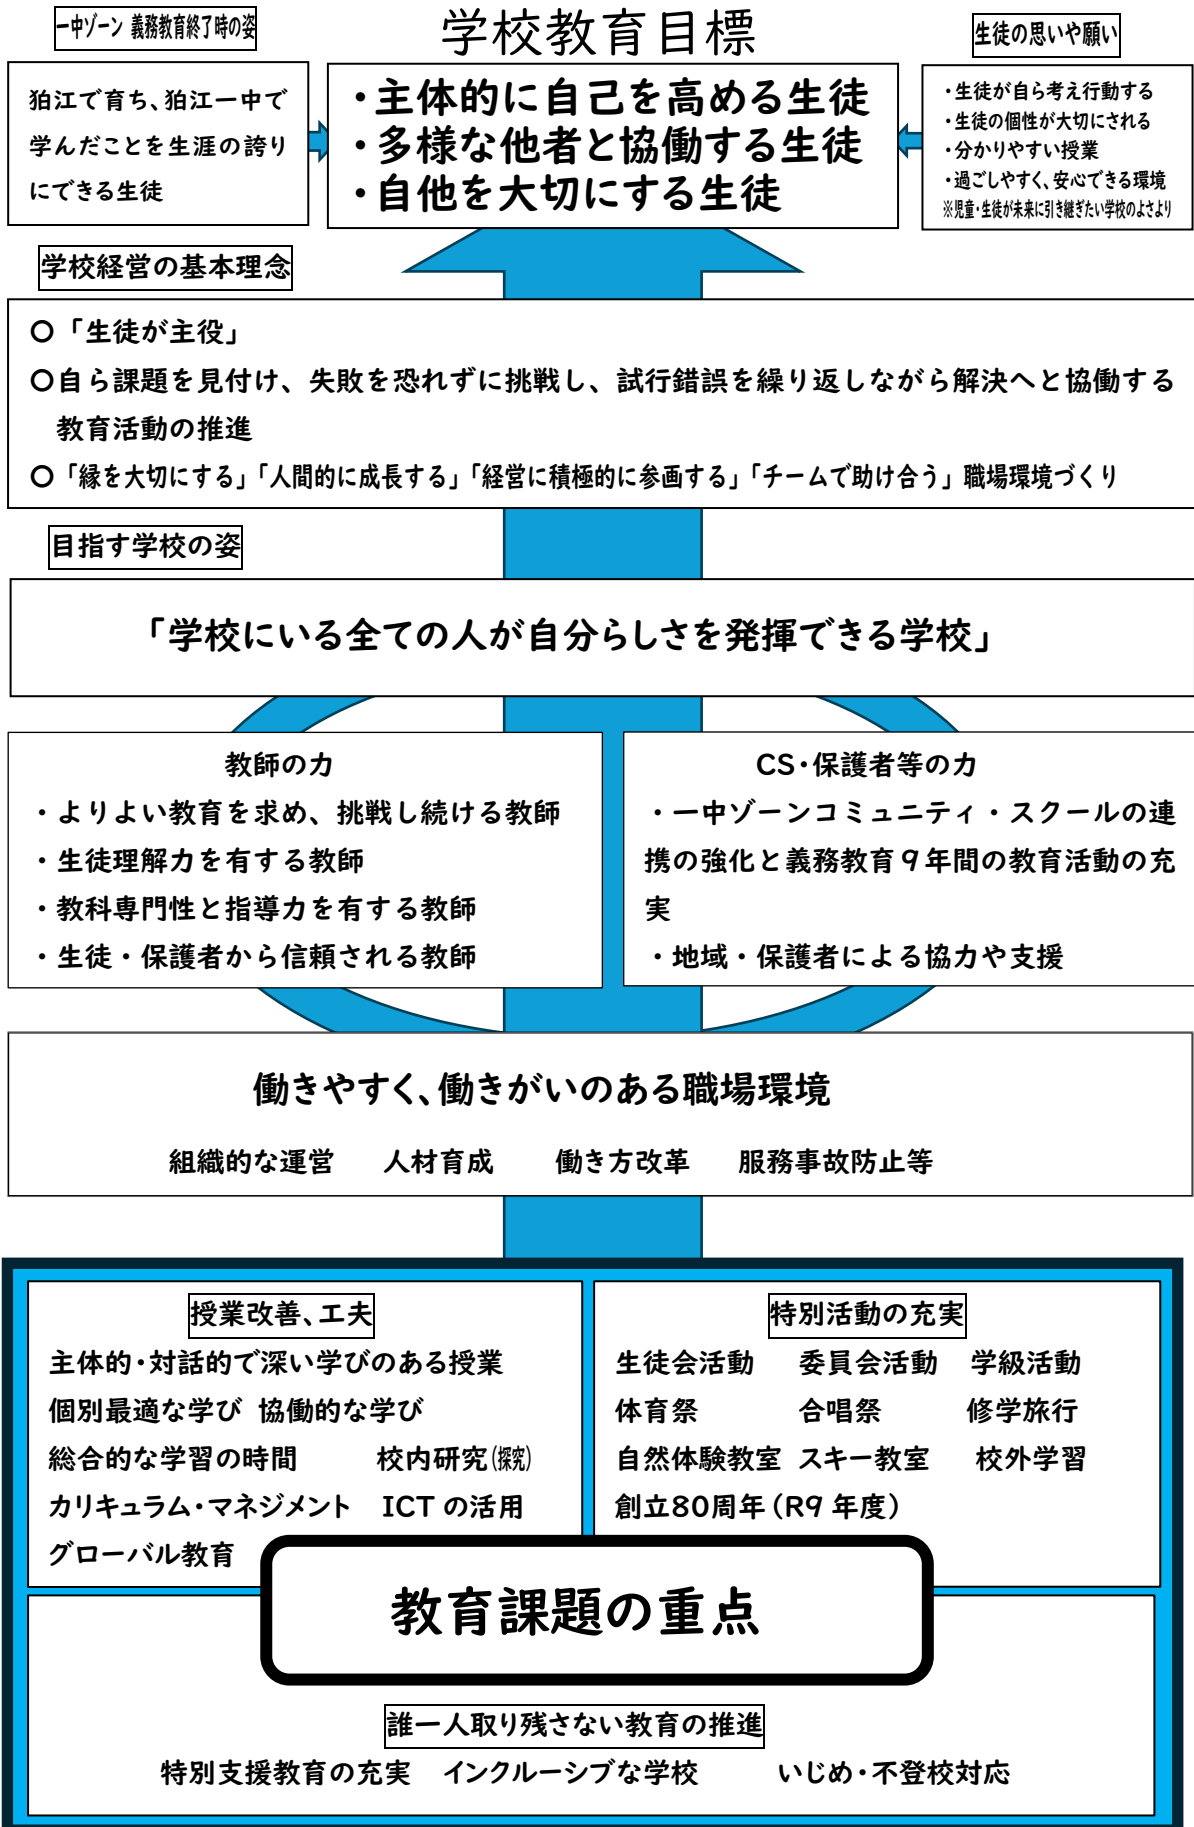 学校教育目標
一中ゾーン 義務教育終了時の姿
狛江で育ち、狛江一中で
学んだことを生涯の誇り
にできる生徒
・主体的に自己を高める生徒
・多様な他者と協働する生徒
・自他を大切にする生徒
生徒の思いや願い
・生徒が自ら考え行動する
・生徒の個性が大切にされる
・分かりやすい授業
・過ごしやすく、安心できる環境
※児童・生徒が未来に引き継ぎたい学校のよさより
学校経営の基本理念
〇「生徒が主役」
〇自ら課題を見付け、失敗を恐れずに挑戦し、試行錯誤を繰り返しながら解決へと協働する
教育活動の推進
〇「縁を大切にする」「人間的に成長する」「経営に積極的に参画する」「チームで助け合う」職場環境づくり
目指す学校の姿
「学校にいる全ての人が自分らしさを発揮できる学校」
教師の力
・よりよい教育を求め、挑戦し続ける教師
・生徒理解力を有する教師
・教科専門性と指導力を有する教師
・生徒・保護者から信頼される教師
CS・保護者等の力
・一中ゾーンコミュニティ・スクールの連
携の強化と義務教育9年間の教育活動の充
実
・地域・保護者による協力や支援
働きやすく、働きがいのある職場環境
組織的な運営 人材育成 働き方改革 服務事故防止等
授業改善、工夫
主体的・対話的で深い学びのある授業
個別最適な学び 協働的な学び
総合的な学習の時間 校内研究(探究)
カリキュラム・マネジメント ICTの活用
グローバル教育
特別活動の充実
生徒会活動 委員会活動 学級活動
体育祭 合唱祭 修学旅行
自然体験教室 スキー教室 校外学習
創立80周年(R9年度)
教育課題の重点
誰一人取り残さない教育の推進
特別支援教育の充実 インクルーシブな学校 いじめ・不登校対応